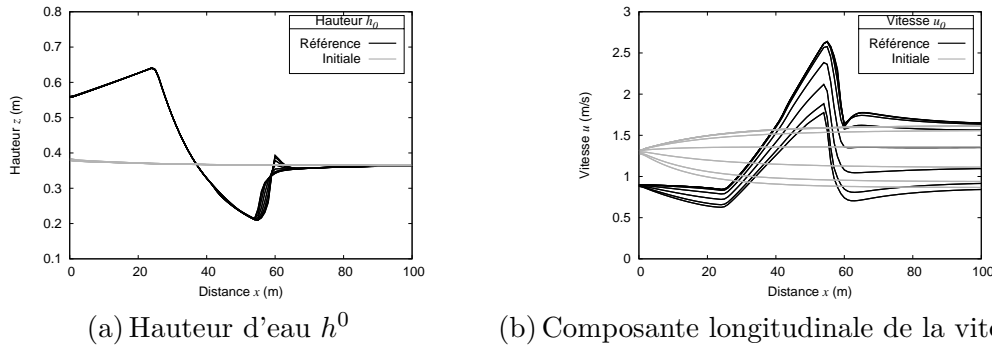 Hauteur h0
Référence
Initiale
0.8
0.7
0.6
0.5
0.4
0.3
0.2
0.1
Hauteur z (m)
0 20 40 60 80 100
Distance x (m)
(a) Hauteur d'eau h^0
Vitesse u0
Référence
Initiale
3
2.5
2
1.5
1
0.5
0
Vitesse u (m/s)
0 20 40 60 80 100
Distance x (m)
(b) Composante longitudinale de la vite